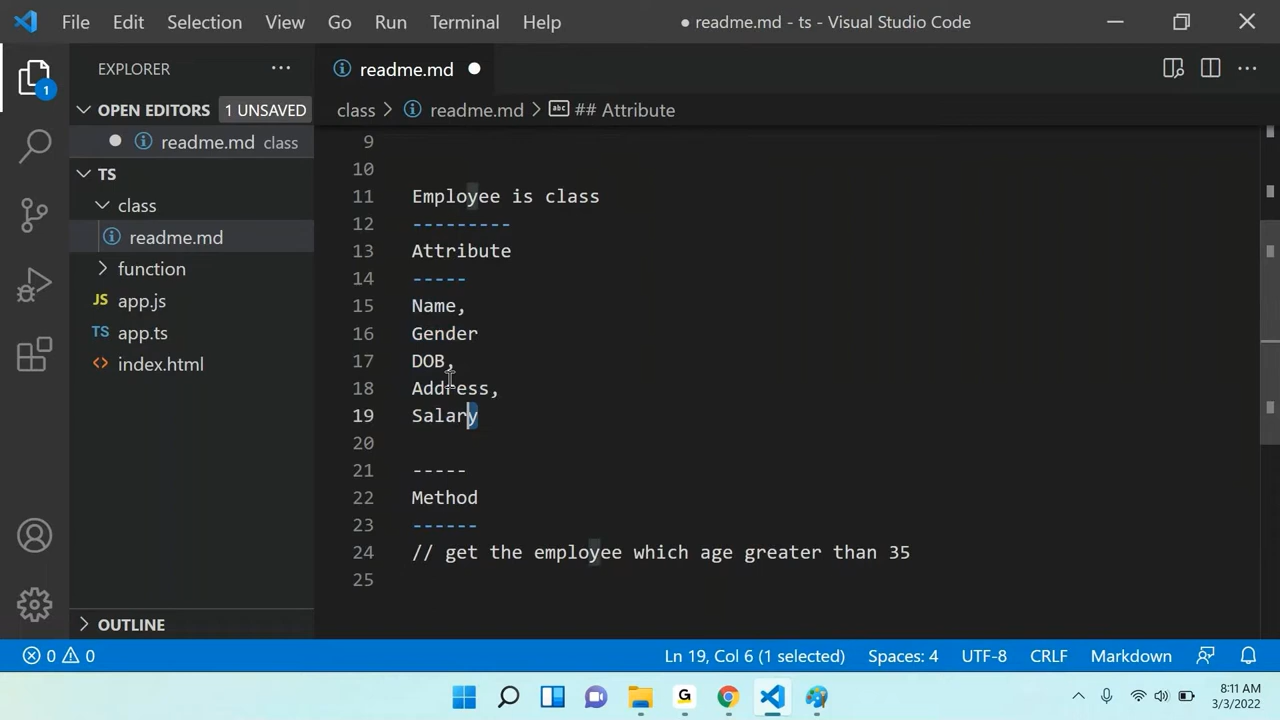 File Edit Selection View Go Run Terminal Help ● readme.md - ts - Visual Studio Code
EXPLORER
readme.md
OPEN EDITORS 1 UNSAVED
class > readme.md > ## Attribute
readme.md class
TS
class
readme.md
function
JS app.js
TS app.ts
<> index.html
OUTLINE
1
9
10
11 Employee is class
12 ---------
13 Attribute
14 -----
15 Name,
16 Gender
17 DOB,
18 Address,
19 Salary
20
21 -----
22 Method
23 ------
24 // get the employee which age greater than 35
25
0 0 Ln 19, Col 6 (1 selected) Spaces: 4 UTF-8 CRLF Markdown
G
8:11 AM
3/3/2022